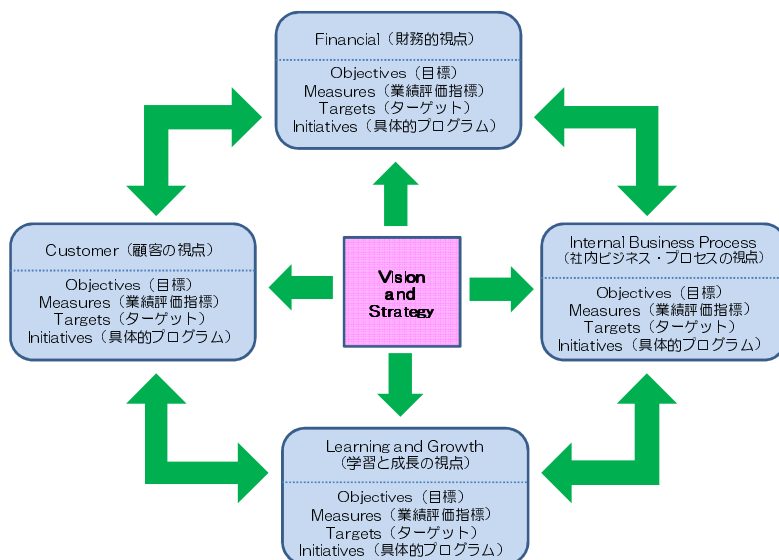 Financial（財務的視点）
Objectives（目標）
Measures（業績評価指標）
Targets（ターゲット）
Initiatives（具体的プログラム）
Customer（顧客の視点）
Objectives（目標）
Measures（業績評価指標）
Targets（ターゲット）
Initiatives（具体的プログラム）
Vision
and
Strategy
Internal Business Process
（社内ビジネス・プロセスの視点）
Objectives（目標）
Measures（業績評価指標）
Targets（ターゲット）
Initiatives（具体的プログラム）
Learning and Growth
（学習と成長の視点）
Objectives（目標）
Measures（業績評価指標）
Targets（ターゲット）
Initiatives（具体的プログラム）